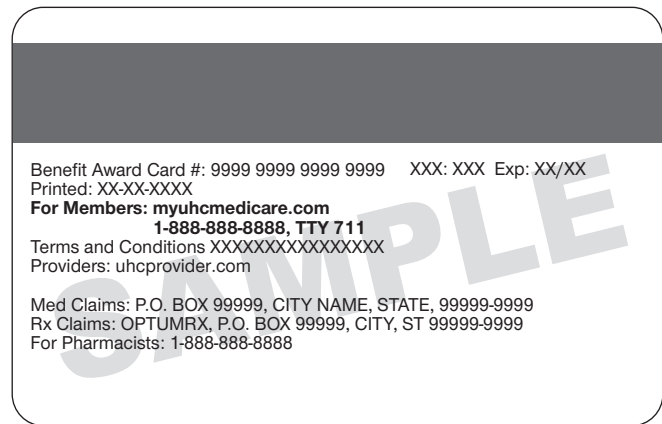 Benefit Award Card #: 9999 9999 9999 9999 XXX: XXX Exp: XX/XX
Printed: XX-XX-XXXX
For Members: myuhcmedicare.com
1-888-888-8888, TTY 711
Terms and Conditions XXXXXXXXXXXXXXXX
Providers: uhcprovider.com
Med Claims: P.O. BOX 99999, CITY NAME, STATE, 99999-9999
Rx Claims: OPTUMRX, P.O. BOX 99999, CITY, ST 99999-9999
For Pharmacists: 1-888-888-8888
SAMPLE